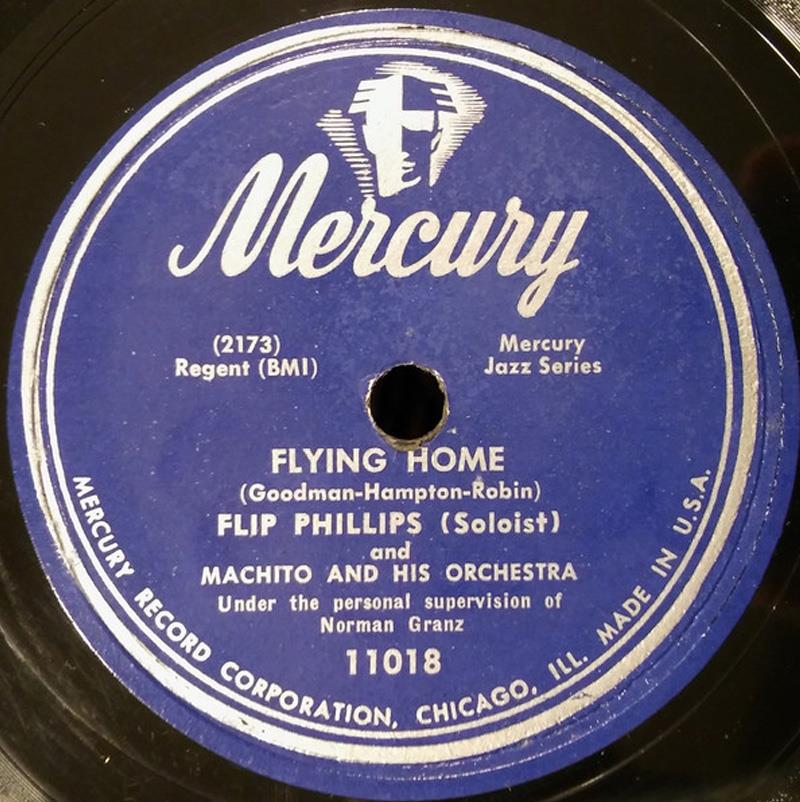 Mercury
(2173)
Regent (BMI)
Mercury
Jazz Series
FLYING HOME
(Goodman-Hampton-Robin)
FLIP PHILLIPS (Soloist)
and
MACHITO AND HIS ORCHESTRA
Under the personal supervision of
Norman Granz
11018
MERCURY RECORD CORPORATION, CHICAGO, ILL. MADE IN U.S.A.